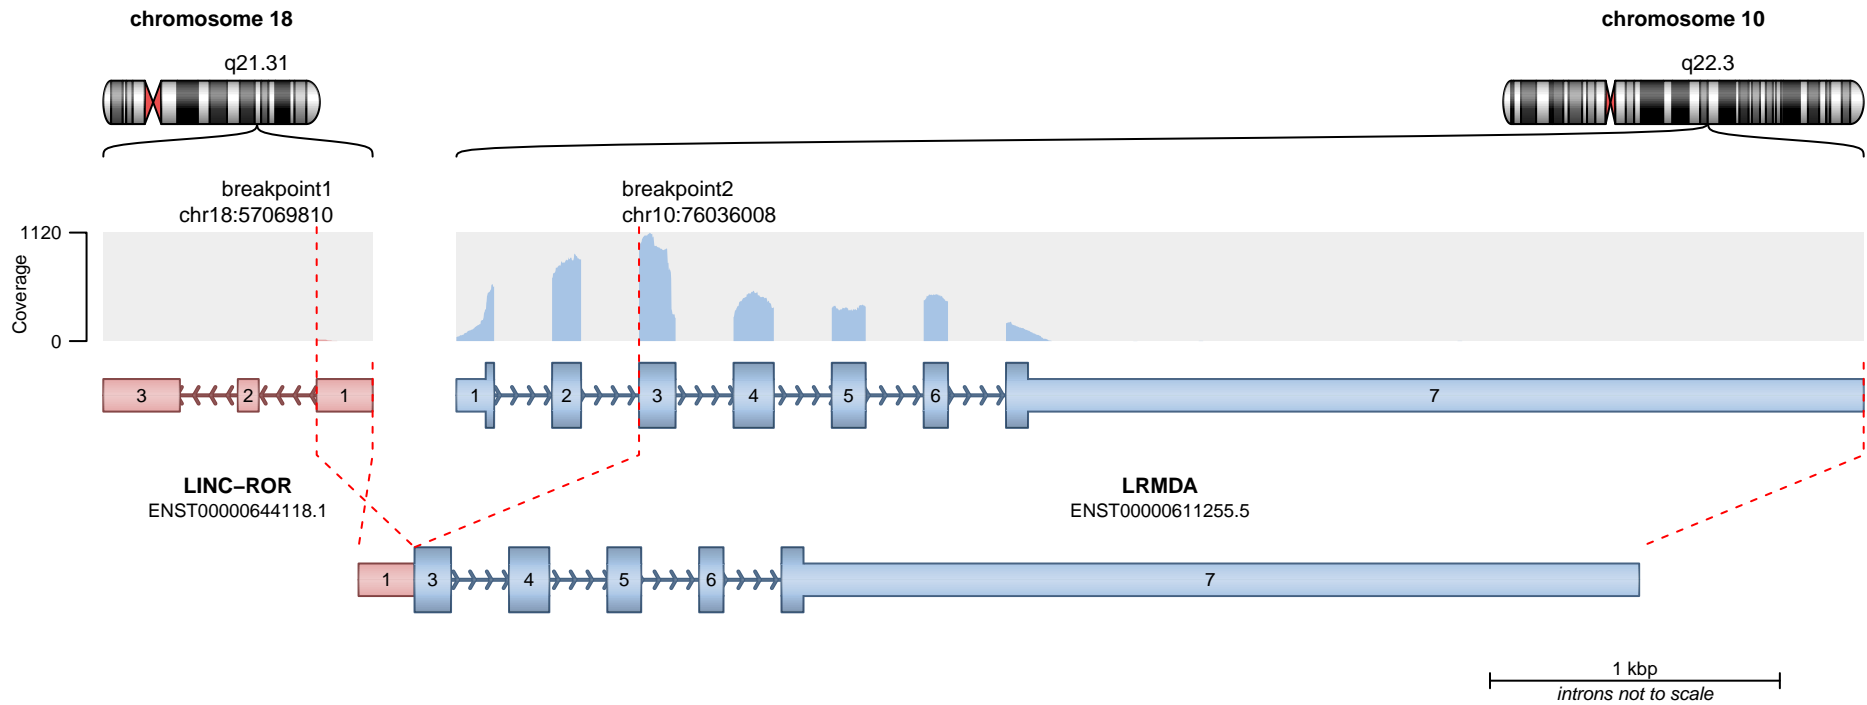 chromosome 18
chromosome 10
q21.31
q22.3
breakpoint1
chr18:57069810
breakpoint2
chr10:76036008
1120
Coverage
0
3 2 1
1 2 3 4 5 6 7
LINC−ROR
ENST00000644118.1
LRMDA
ENST00000611255.5
1 3 4 5 6 7
1 kbp
introns not to scale